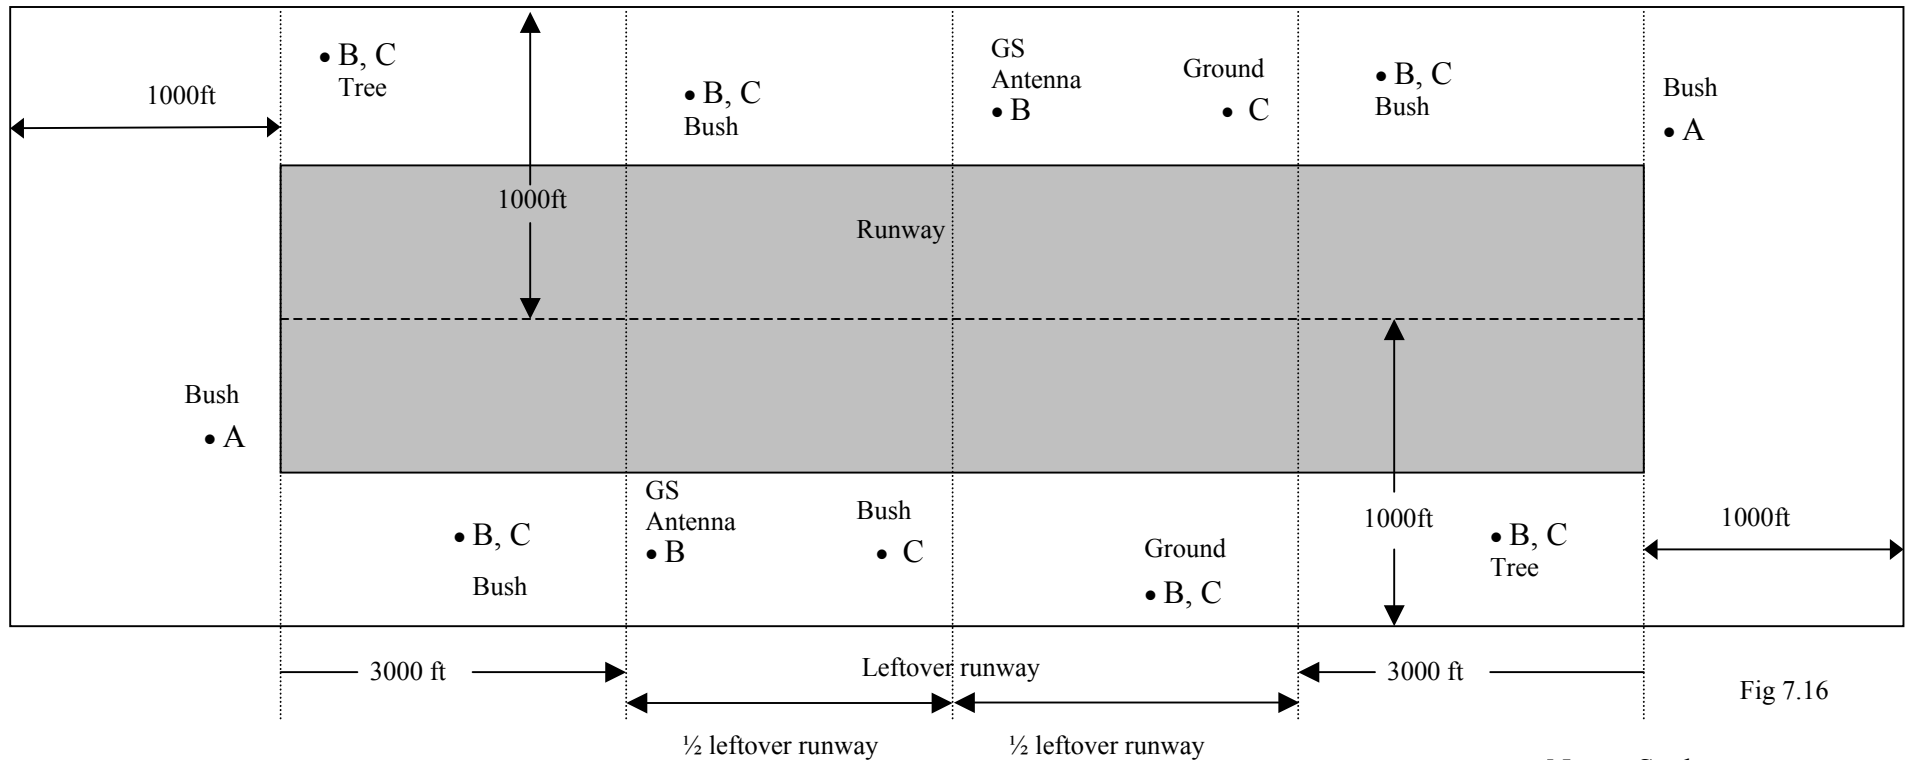 B, C
Tree
1000ft
B, C
Bush
GS
Antenna
B
Ground
C
B, C
Bush
Bush
A
1000ft
Runway
Bush
A
B, C
Bush
GS
Antenna
B
Bush
C
Ground
B, C
1000ft
B, C
Tree
1000ft
3000 ft
Leftover runway
3000 ft
Fig 7.16
½ leftover runway
½ leftover runway